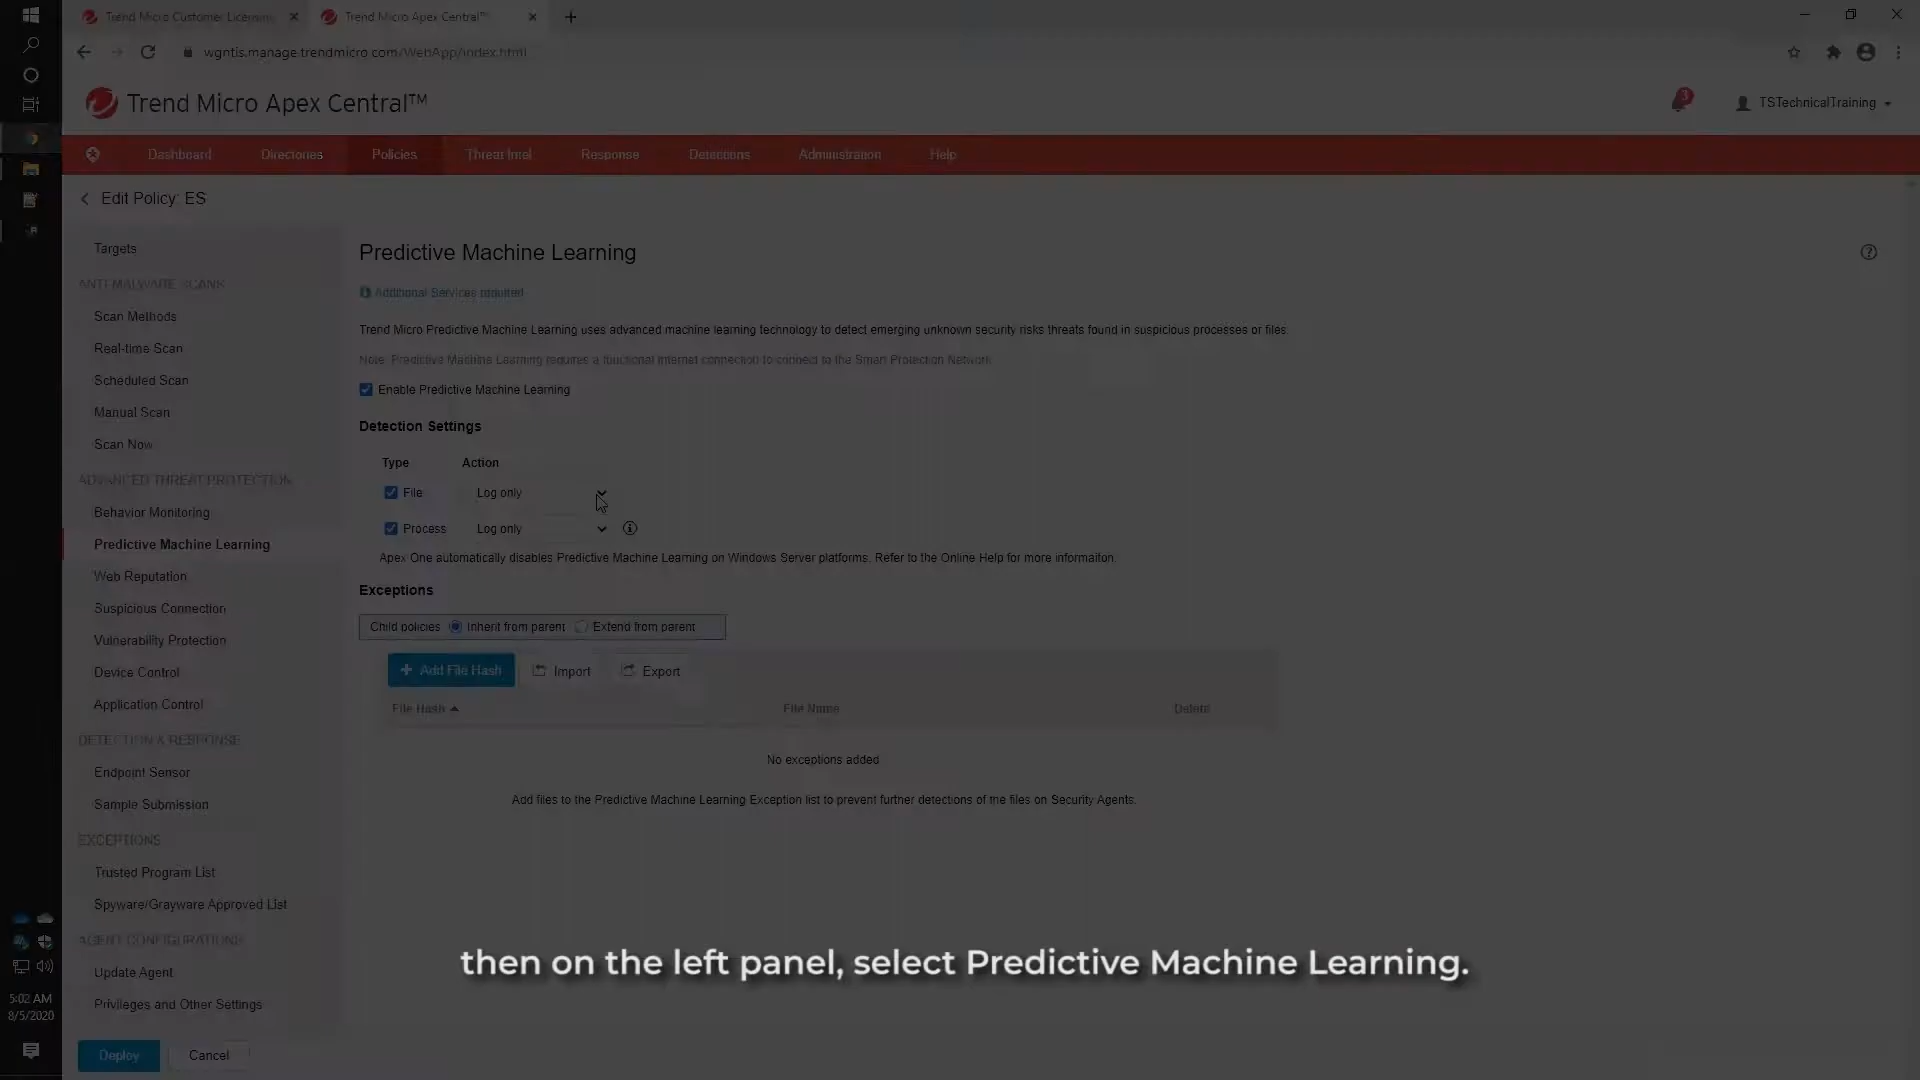 Trend Micro Customer Licensing
Trend Micro Apex Central™
wgntis.manage.trendmicro.com/WebApp/index.html
Trend Micro Apex Central™
3
TSTechnicalTraining
Dashboard
Directories
Policies
Threat Intel
Response
Detections
Administration
Help
Edit Policy: ES
Targets
ANTI-MALWARE SCANS
Scan Methods
Real-time Scan
Scheduled Scan
Manual Scan
Scan Now
ADVANCED THREAT PROTECTION
Behavior Monitoring
Predictive Machine Learning
Web Reputation
Suspicious Connection
Vulnerability Protection
Device Control
Application Control
DETECTION & RESPONSE
Endpoint Sensor
Sample Submission
EXCEPTIONS
Trusted Program List
Spyware/Grayware Approved List
AGENT CONFIGURATIONS
Update Agent
Privileges and Other Settings
Deploy
Cancel
Predictive Machine Learning
Additional Services required
Trend Micro Predictive Machine Learning uses advanced machine learning technology to detect emerging unknown security risks threats found in suspicious processes or files.
Note: Predictive Machine Learning requires a functional Internet connection to connect to the Smart Protection Network.
Enable Predictive Machine Learning
Detection Settings
Type Action
File Log only
Process Log only
Apex One automatically disables Predictive Machine Learning on Windows Server platforms. Refer to the Online Help for more informaiton.
Exceptions
Child policies Inherit from parent Extend from parent
+ Add File Hash Import Export
File Hash File Name Delete
No exceptions added
Add files to the Predictive Machine Learning Exception list to prevent further detections of the files on Security Agents.
then on the left panel, select Predictive Machine Learning.
5:02 AM
8/5/2020